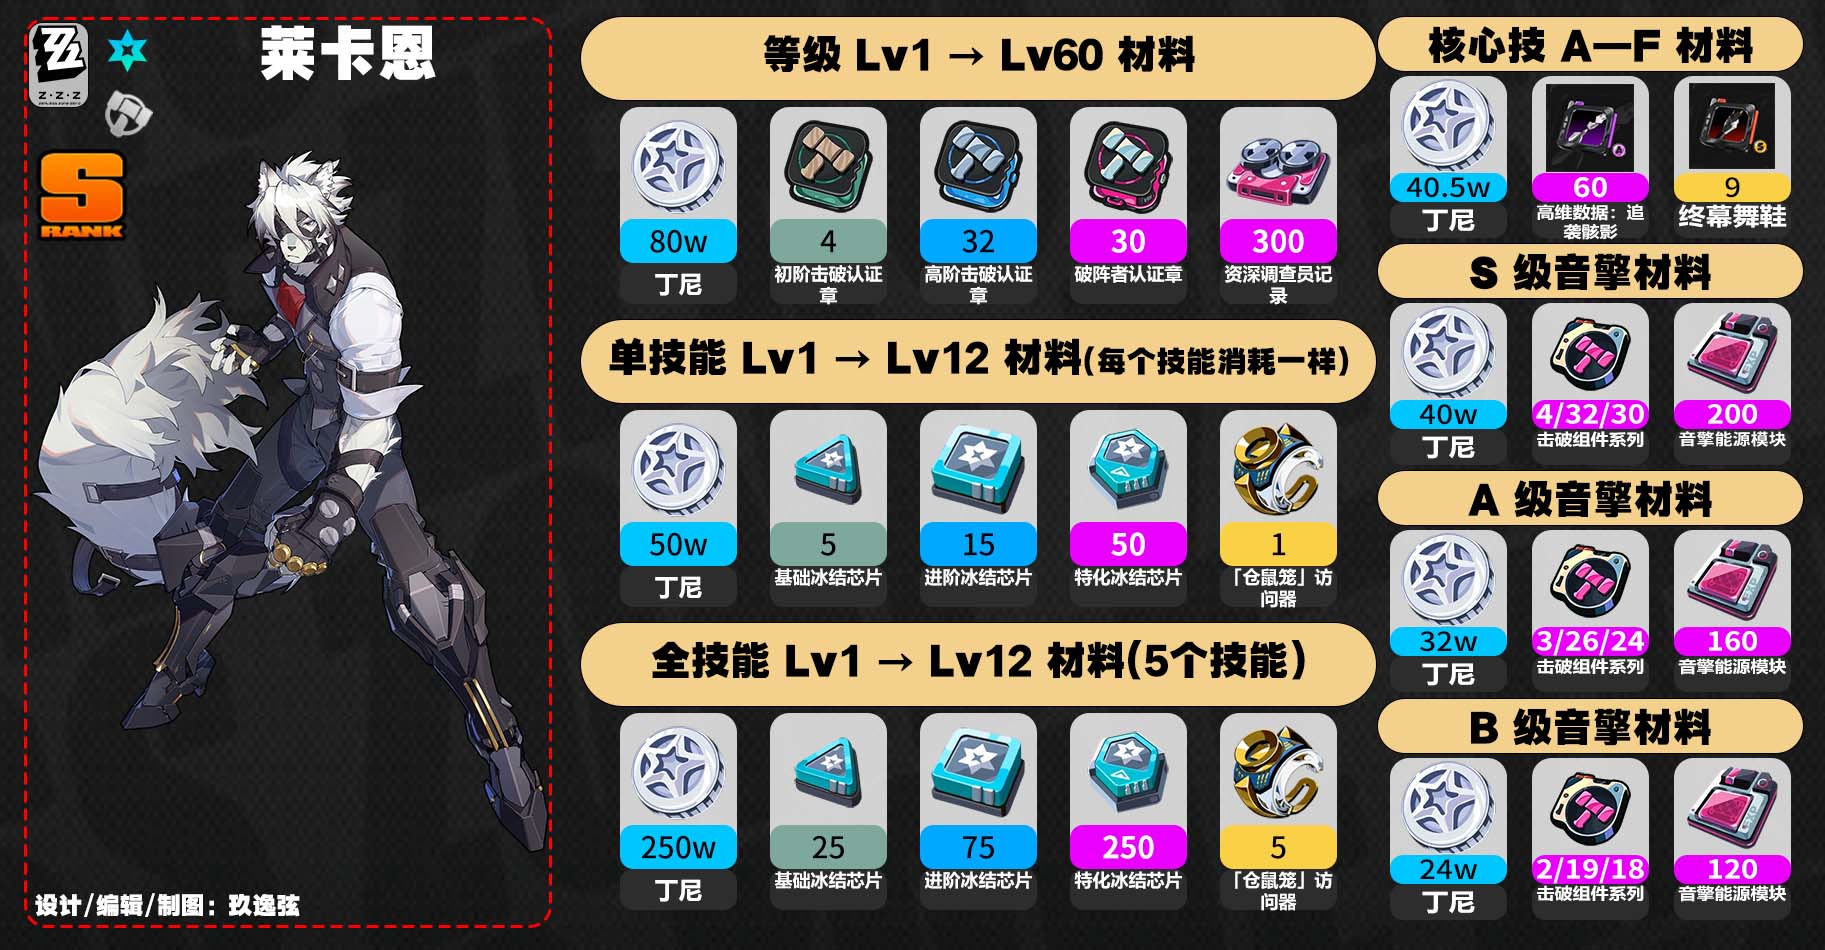 Z·Z·Z
莱卡恩
S
RANK
设计/编辑/制图：玖逸弦
等级 Lv1 → Lv60 材料
80w
丁尼
4
初阶击破认证
章
32
高阶击破认证
章
30
破阵者认证章
300
资深调查员记
录
单技能 Lv1 → Lv12 材料(每个技能消耗一样)
50w
丁尼
5
基础冰结芯片
15
进阶冰结芯片
50
特化冰结芯片
1
「仓鼠笼」访
问器
全技能 Lv1 → Lv12 材料(5个技能)
250w
丁尼
25
基础冰结芯片
75
进阶冰结芯片
250
特化冰结芯片
5
「仓鼠笼」访
问器
核心技 A—F 材料
40.5w
丁尼
60
高维数据：追
袭骸影
9
终幕舞鞋
S 级音擎材料
40w
丁尼
4/32/30
击破组件系列
200
音擎能源模块
A 级音擎材料
32w
丁尼
3/26/24
击破组件系列
160
音擎能源模块
B 级音擎材料
24w
丁尼
2/19/18
击破组件系列
120
音擎能源模块